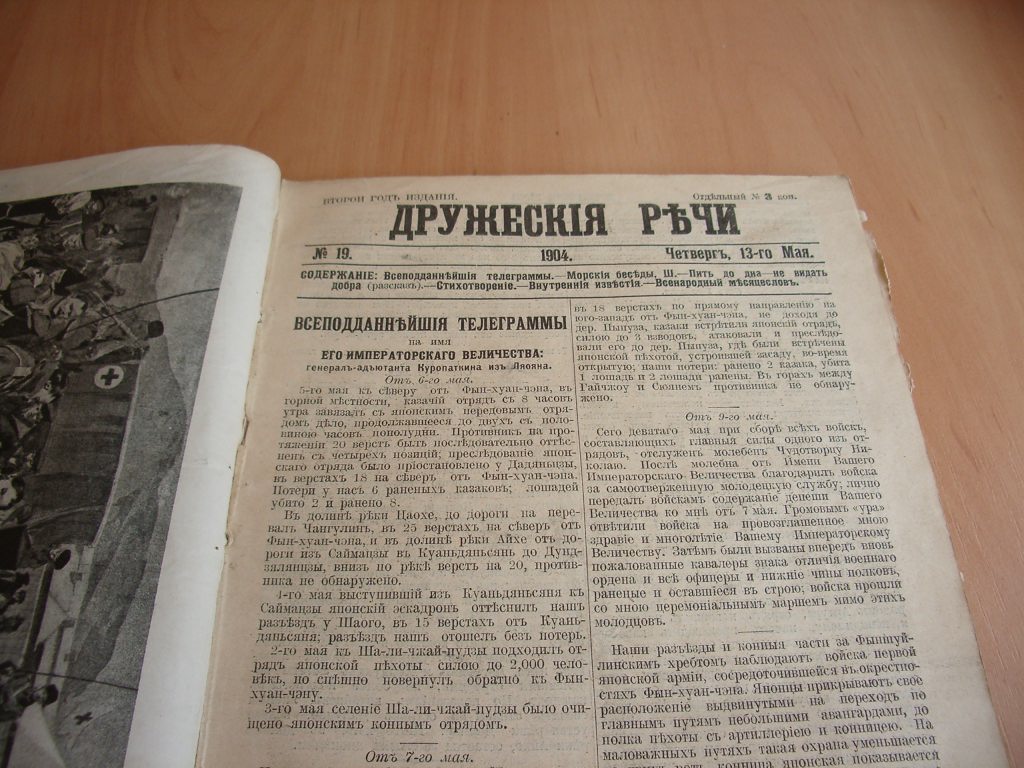 ВТОРОЙ ГОДЪ ИЗДАНІЯ.
Отдѣльный № 3 коп.
ДРУЖЕСКІЯ РѢЧИ
№ 19.
1904.
Четвергъ, 13-го Мая.
СОДЕРЖАНІЕ: Всеподданнѣйшія телеграммы.—Морскія бесѣды, Ш.—Пить до дна—не видать
добра (разсказъ).—Стихотвореніе.—Внутреннія извѣстія.—Всенародный мѣсяцесловъ.
ВСЕПОДДАННѢЙШІЯ ТЕЛЕГРАММЫ
на имя
ЕГО ИМПЕРАТОРСКАГО ВЕЛИЧЕСТВА:
генералъ-адъютанта Куропаткина изъ Ляояна.
Отъ 6-го мая.
5-го мая къ сѣверу отъ Фын-хуан-чэна, въ
горной мѣстности, казачій отрядъ съ 8 часовъ
утра завязалъ съ японскимъ передовымъ отря-
домъ дѣло, продолжавшееся до двухъ съ поло-
виною часовъ пополудни. Противникъ на про-
тяженіи 20 верстъ былъ послѣдовательно оттѣс-
ненъ съ четырехъ позицій; преслѣдованіе япон-
скаго отряда было пріостановлено у Дадяньцзы,
въ верстахъ 18 на сѣверъ отъ Фын-хуан-чэна.
Потери у насъ 6 раненыхъ казаковъ; лошадей
убито 2 и ранено 8.
Въ долинѣ рѣки Цаохе, до дороги на пере-
валъ Чангулинъ, въ 25 верстахъ на сѣверъ отъ
Фын-хуан-чэна, и въ долинѣ рѣки Айхе отъ до-
роги изъ Саймацзы въ Куаньдяньсянь до Дунд-
зялянцзы, внизъ по рѣкѣ верстъ на 20, против-
ника не обнаружено.
4-го мая выступившій изъ Куаньдяньсяня къ
Саймацзы японскій эскадронъ оттѣснилъ нашъ
разъѣздъ у Шаого, въ 15 верстахъ отъ Куань-
дяньсяня; разъѣздъ нашъ отошелъ безъ потерь.
2-го мая къ Ша-ли-чжай-пудзы подходилъ от-
рядъ японской пѣхоты силою до 2,000 чело-
вѣкъ, но спѣшно повернулъ обратно къ Фын-
хуан-чэну.
3-го мая селеніе Ша-ли-чжай-пудзы было очи-
щено японскимъ коннымъ отрядомъ.
Отъ 7-го мая.
въ 18 верстахъ по прямому направленію на
юго-западъ отъ Фын-хуан-чэна, не доходя до
дер. Пьпуза, казаки встрѣтили японскій отрядъ,
силою до 3 взводовъ, атаковали и преслѣдо-
вали его до дер. Пьпуза, гдѣ были встрѣчены
японской пѣхотой, устроившей засаду, во-время
открытую; наши потери: ранено 2 казака, убита
1 лошадь и 2 лошади ранены. Въ горахъ между
Гайчжоу и Сюянемъ противника не обнару-
жено.
Отъ 9-го мая.
Сего девятаго мая при сборѣ всѣхъ войскъ,
составляющихъ главныя силы одного изъ от-
рядовъ, отслуженъ молебенъ Чудотворцу Ни-
колаю. Послѣ молебна отъ Имени Вашего
Императорскаго Величества благодарилъ войска
за самоотверженную молодецкую службу; лично
передалъ войскамъ содержаніе депеши Вашего
Величества ко мнѣ отъ 7 мая. Громовымъ «ура»
отвѣтили войска на провозглашенное мною
здравіе и многолѣтіе Вашему Императорскому
Величеству. Затѣмъ были вызваны впередъ вновь
пожалованные кавалеры знака отличія военнаго
ордена и всѣ офицеры и нижніе чины полковъ,
раненые и оставшіеся въ строю; войска прошли
со мною церемоніальнымъ маршемъ мимо этихъ
молодцовъ.
Наши разъѣзды и конныя части за Фыншуй-
линскимъ хребтомъ наблюдаютъ войска первой
японской арміи, сосредоточившейся въ окрестно-
стяхъ Фын-хуан-чэна. Японцы прикрываютъ свое
расположеніе выдвинутыми на переходъ по
главнымъ путямъ небольшими авангардами, до
полка пѣхоты съ артиллеріею и конницею. На
маловажныхъ путяхъ такая охрана уменьшается
конница японская показывается